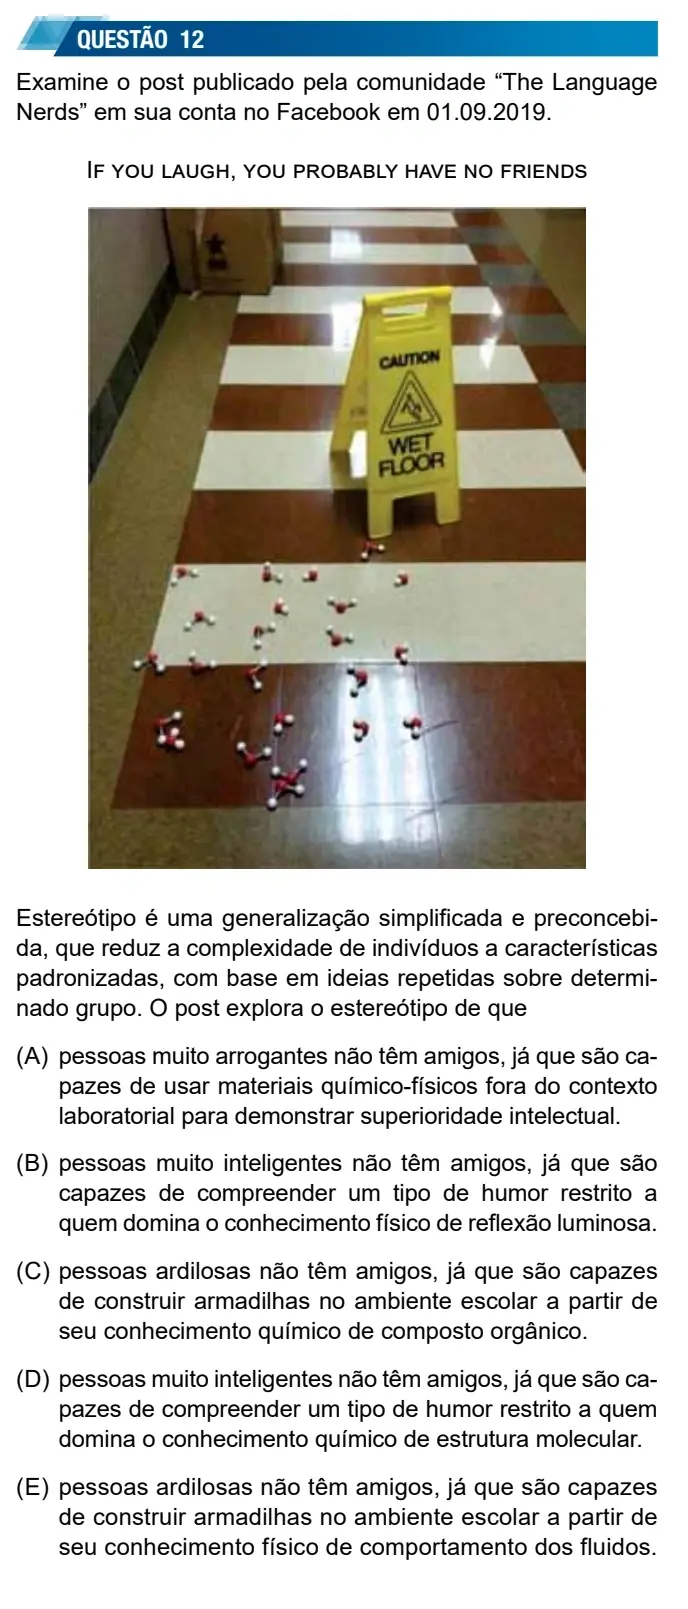 QUESTÃO 12
Examine o post publicado pela comunidade “The Language
Nerds” em sua conta no Facebook em 01.09.2019.
IF YOU LAUGH, YOU PROBABLY HAVE NO FRIENDS
CAUTION
WET
FLOOR
Estereótipo é uma generalização simplificada e preconcebi-
da, que reduz a complexidade de indivíduos a características
padronizadas, com base em ideias repetidas sobre determi-
nado grupo. O post explora o estereótipo de que
(A) pessoas muito arrogantes não têm amigos, já que são ca-
pazes de usar materiais químico-físicos fora do contexto
laboratorial para demonstrar superioridade intelectual.
(B) pessoas muito inteligentes não têm amigos, já que são
capazes de compreender um tipo de humor restrito a
quem domina o conhecimento físico de reflexão luminosa.
(C) pessoas ardilosas não têm amigos, já que são capazes
de construir armadilhas no ambiente escolar a partir de
seu conhecimento químico de composto orgânico.
(D) pessoas muito inteligentes não têm amigos, já que são ca-
pazes de compreender um tipo de humor restrito a quem
domina o conhecimento químico de estrutura molecular.
(E) pessoas ardilosas não têm amigos, já que são capazes
de construir armadilhas no ambiente escolar a partir de
seu conhecimento físico de comportamento dos fluidos.